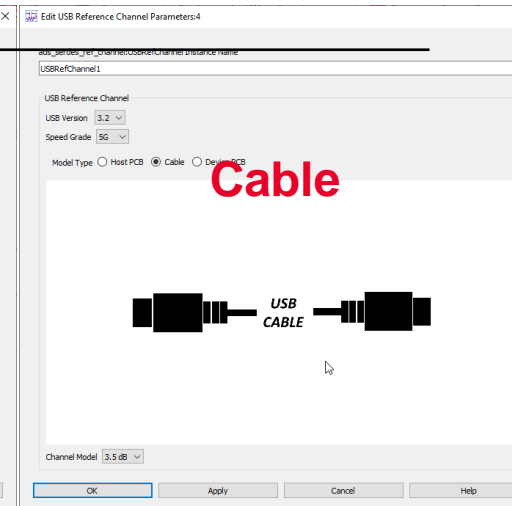 Edit USB Reference Channel Parameters:4
ads_serdes_ref_channel:USBRefChannel Instance Name
USBRefChannel1
USB Reference Channel
USB Version 3.2
Speed Grade 5G
Model Type Host PCB Cable Device PCB
Cable
USB
CABLE
Channel Model 3.5 dB
OK Apply Cancel Help